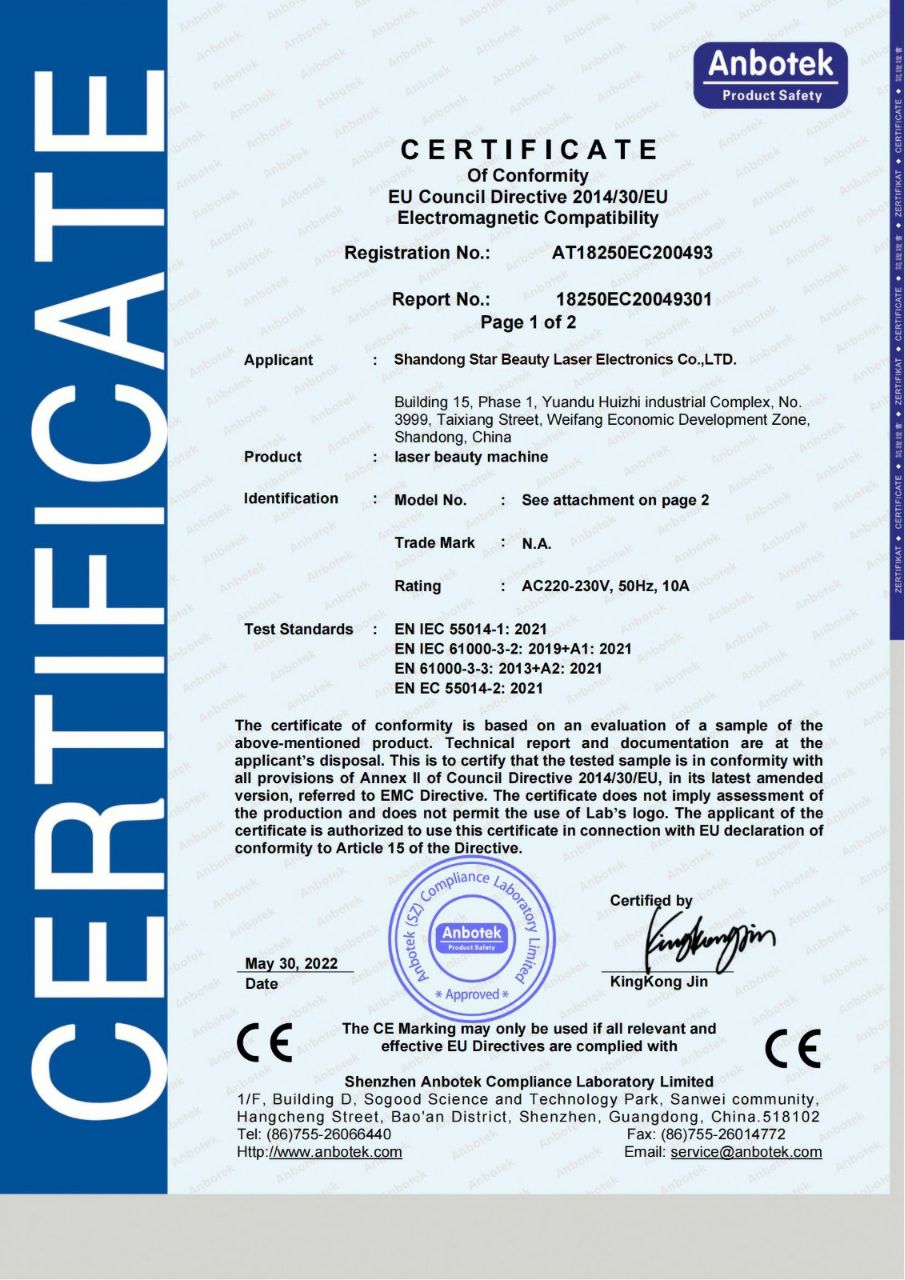 CERTIFICATE
Anbotek
Product Safety
CERTIFICATE
Of Conformity
EU Council Directive 2014/30/EU
Electromagnetic Compatibility
Registration No.: AT18250EC200493
Report No.: 18250EC20049301
Page 1 of 2
Applicant : Shandong Star Beauty Laser Electronics Co.,LTD.
Building 15, Phase 1, Yuandu Huizhi industrial Complex, No.
3999, Taixiang Street, Weifang Economic Development Zone,
Shandong, China
Product : laser beauty machine
Identification : Model No. : See attachment on page 2
Trade Mark : N.A.
Rating : AC220-230V, 50Hz, 10A
Test Standards : EN IEC 55014-1: 2021
EN IEC 61000-3-2: 2019+A1: 2021
EN 61000-3-3: 2013+A2: 2021
EN EC 55014-2: 2021
The certificate of conformity is based on an evaluation of a sample of the
above-mentioned product. Technical report and documentation are at the
applicant's disposal. This is to certify that the tested sample is in conformity with
all provisions of Annex II of Council Directive 2014/30/EU, in its latest amended
version, referred to EMC Directive. The certificate does not imply assessment of
the production and does not permit the use of Lab's logo. The applicant of the
certificate is authorized to use this certificate in connection with EU declaration of
conformity to Article 15 of the Directive.
Anbotek (SZ) Compliance Laboratory Limited
Anbotek
Product Safety
* Approved *
Certified by
Kingkongjin
May 30, 2022
Date
KingKong Jin
CE
The CE Marking may only be used if all relevant and
effective EU Directives are complied with
CE
Shenzhen Anbotek Compliance Laboratory Limited
1/F, Building D, Sogood Science and Technology Park, Sanwei community,
Hangcheng Street, Bao'an District, Shenzhen, Guangdong, China.518102
Tel: (86)755-26066440 Fax: (86)755-26014772
Http://www.anbotek.com Email: service@anbotek.com
ZERTIFIKAT ◆ CERTIFICATE ◆ ZERTIFIKAT ◆ CERTIFICATE ◆ ZERTIFIKAT ◆ CERTIFICATE ◆